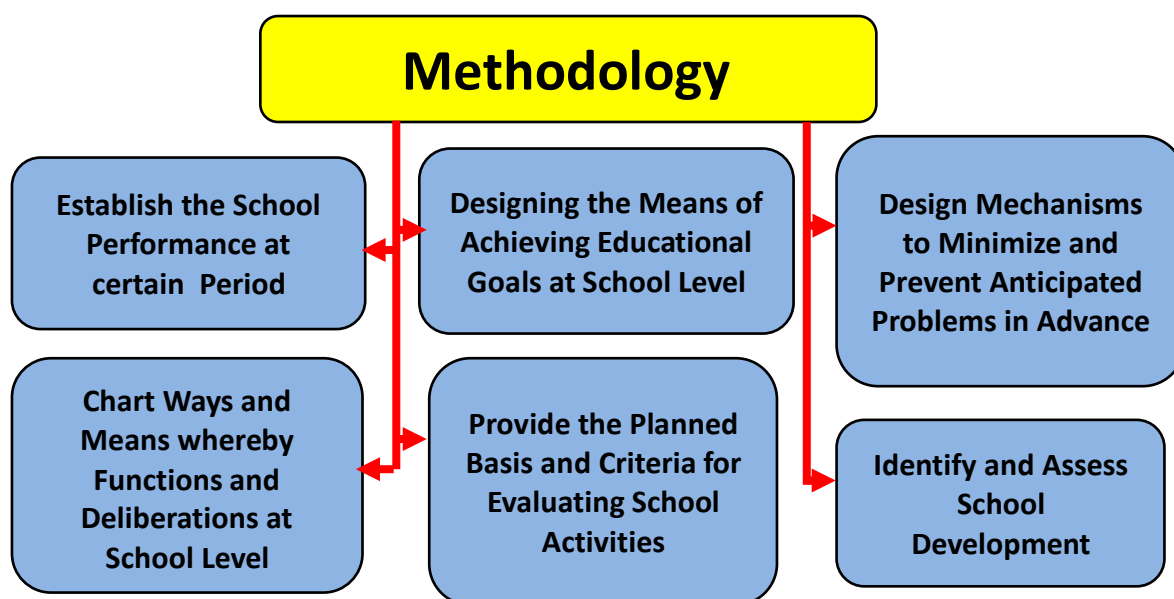 Methodology
Establish the School
Performance at
certain Period
Designing the Means of
Achieving Educational
Goals at School Level
Design Mechanisms
to Minimize and
Prevent Anticipated
Problems in Advance
Chart Ways and
Means whereby
Functions and
Deliberations at
School Level
Provide the Planned
Basis and Criteria for
Evaluating School
Activities
Identify and Assess
School
Development